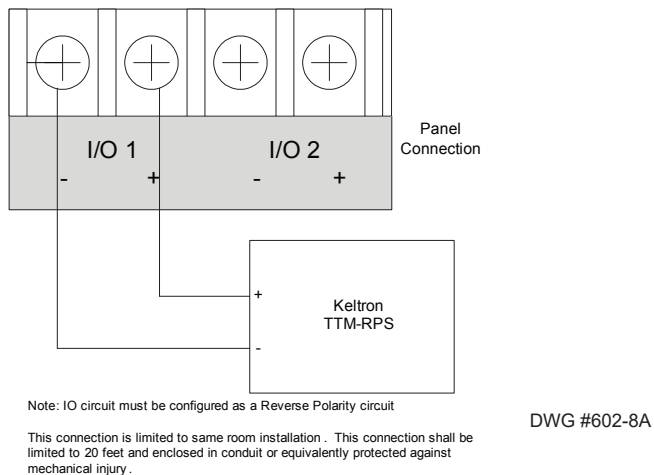 I/O 1 I/O 2
- + - +
Panel
Connection
+
Keltron
TTM-RPS
-
Note: IO circuit must be configured as a Reverse Polarity circuit
This connection is limited to same room installation . This connection shall be
limited to 20 feet and enclosed in conduit or equivalently protected against
mechanical injury .
DWG #602-8A